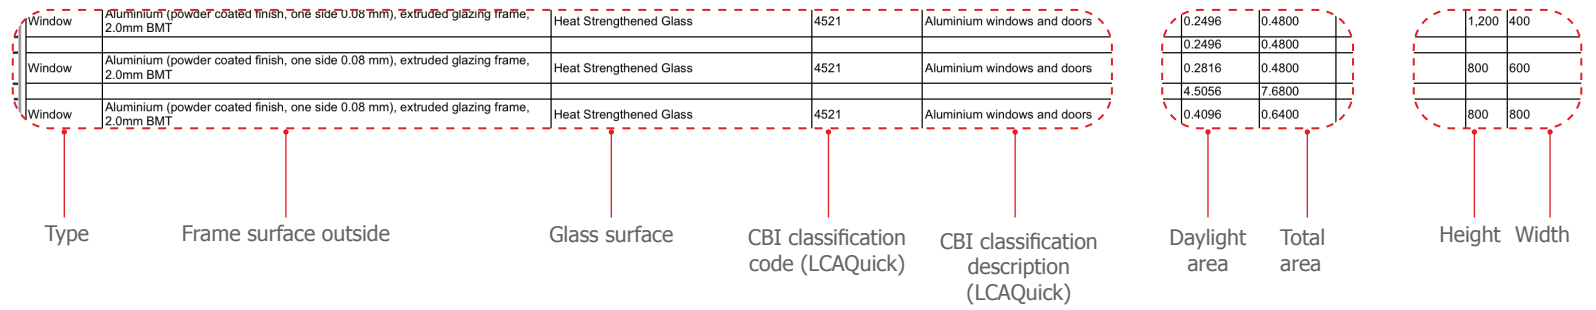 Window Aluminium (powder coated finish, one side 0.08 mm), extruded glazing frame, 2.0mm BMT Heat Strengthened Glass 4521 Aluminium windows and doors 0.2496 0.4800 1,200 400
0.2496 0.4800
Window Aluminium (powder coated finish, one side 0.08 mm), extruded glazing frame, 2.0mm BMT Heat Strengthened Glass 4521 Aluminium windows and doors 0.2816 0.4800 800 600
4.5056 7.6800
Window Aluminium (powder coated finish, one side 0.08 mm), extruded glazing frame, 2.0mm BMT Heat Strengthened Glass 4521 Aluminium windows and doors 0.4096 0.6400 800 800
Type
Frame surface outside
Glass surface
CBI classification
code (LCAQuick)
CBI classification
description
(LCAQuick)
Daylight
area
Total
area
Height
Width